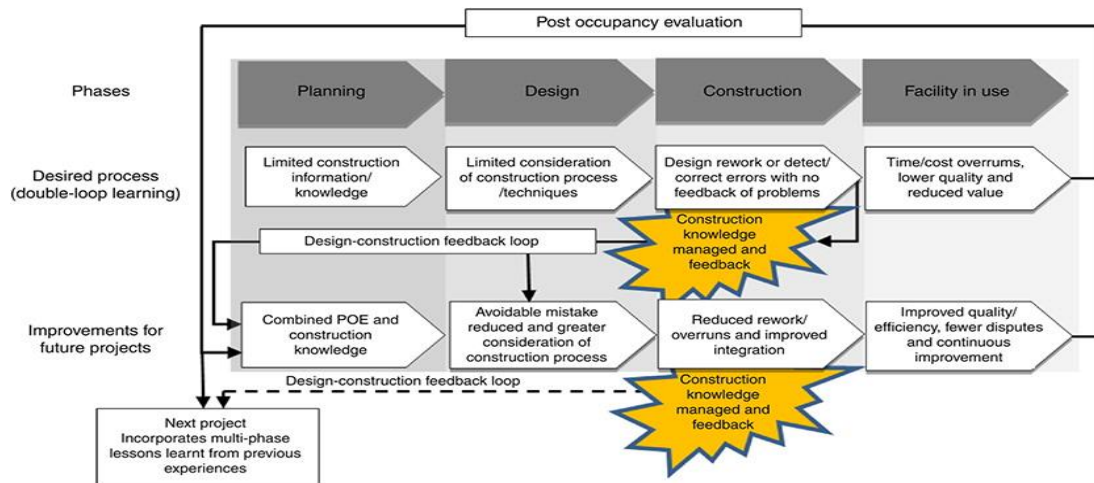 Post occupancy evaluation
Phases
Planning
Design
Construction
Facility in use
Desired process
(double-loop learning)
Limited construction
information/
knowledge
Limited consideration
of construction process
/techniques
Design rework or detect/
correct errors with no
feedback of problems
Time/cost overrums,
lower quality and
reduced value
Construction
knowledge
managed and
feedback
Design-construction feedback loop
Improvements for
future projects
Combined POE and
construction
knowledge
Avoidable mistake
reduced and greater
consideration of
construction process
Reduced rework/
overruns and improved
integration
Improved quality/
efficiency, fewer disputes
and continuous
improvement
Design-construction feedback loop
Construction
knowledge
managed and
feedback
Next project
Incorporates multi-phase
lessons learnt from previous
experiences